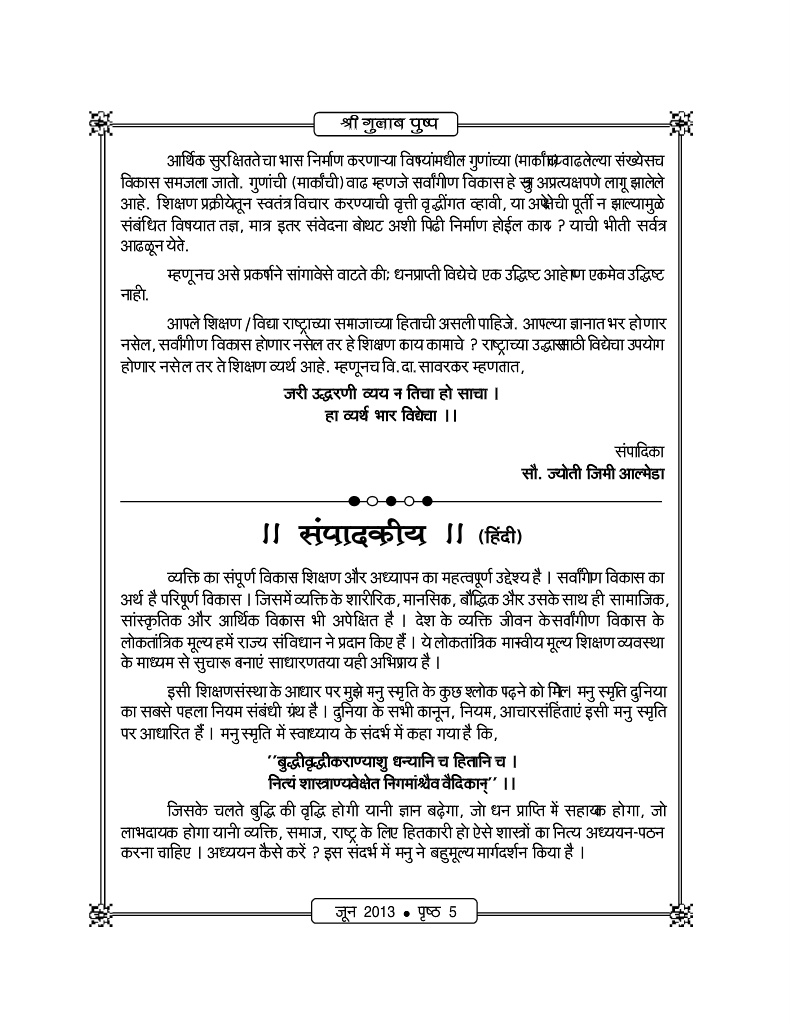 श्री गुलाब पुष्प
आर्थिक सुरक्षिततेचा भास निर्माण करणाऱ्या विषयांमधील गुणांच्या वाढलेल्या संख्येसच
विकास समजला जातो. गुणांची (मार्कांची) वाढ म्हणजे सर्वांगीण विकास हे अप्रत्यक्षपणे लागू झालेले
आहे. शिक्षण प्रक्रीयेतून स्वतंत्र विचार करण्याची वृत्ती वृद्धींगत व्हावी, या अपेक्षेची पूर्ती न झाल्यामुळे
संबंधित विषयात तज्ञ, मात्र इतर संवेदना बोथट अशी पिढी निर्माण होईल काय ? याची भीती सर्वत्र
आढळून येते.
म्हणूनच असे प्रकर्षाने सांगावेसे वाटते की; धनप्राप्ती विद्येचे एक उद्दिष्ट आहे पण एकमेव उद्दिष्ट
नाही.
आपले शिक्षण / विद्या राष्ट्राच्या समाजाच्या हिताची असली पाहिजे. आपल्या ज्ञानात भर होणार
नसेल, सर्वांगीण विकास होणार नसेल तर हे शिक्षण काय कामाचे ? राष्ट्राच्या उद्धारासाठी विद्येचा उपयोग
होणार नसेल तर ते शिक्षण व्यर्थ आहे. म्हणूनच वि. दा. सावरकर म्हणतात,
जरी उद्धरणी व्यय न तिचा हो साचा ।
हा व्यर्थ भार विद्येचा ।।
संपादिका
सौ. ज्योती जिमी आल्मेडा
।। संपादकीय ।। (हिंदी)
व्यक्ति का संपूर्ण विकास शिक्षण और अध्यापन का महत्वपूर्ण उद्देश्य है । सर्वांगीण विकास का
अर्थ है परिपूर्ण विकास । जिसमें व्यक्ति के शारीरिक, मानसिक, बौद्धिक और उसके साथ ही सामाजिक,
सांस्कृतिक और आर्थिक विकास भी अपेक्षित है । देश के व्यक्ति जीवन के सर्वांगीण विकास के
लोकतांत्रिक मूल्य हमें राज्य संविधान ने प्रदान किए हैं । ये लोकतांत्रिक मानवीय मूल्य शिक्षण व्यवस्था
के माध्यम से सुचारू बनाएं साधारणतया यही अभिप्राय है ।
इसी शिक्षणसंस्था के आधार पर मुझे मनु स्मृति के कुछ श्लोक पढ़ने को मिले। मनु स्मृति दुनिया
का सबसे पहला नियम संबंधी ग्रंथ है । दुनिया के सभी कानून, नियम, आचारसंहिताएं इसी मनु स्मृति
पर आधारित हैं । मनु स्मृति में स्वाध्याय के संदर्भ में कहा गया है कि,
''बुद्धीवृद्धीकराण्याशु धन्यानि च हितानि च ।
नित्यं शास्त्राण्यवेक्षेत निगमांश्चैव वैदिकान्'' ।।
जिसके चलते बुद्धि की वृद्धि होगी यानी ज्ञान बढ़ेगा, जो धन प्राप्ति में सहायक होगा, जो
लाभदायक होगा यानी व्यक्ति, समाज, राष्ट्र के लिए हितकारी हो ऐसे शास्त्रों का नित्य अध्ययन-पठन
करना चाहिए । अध्ययन कैसे करें ? इस संदर्भ में मनु ने बहुमूल्य मार्गदर्शन किया है ।
जून 2013 ● पृष्ठ 5